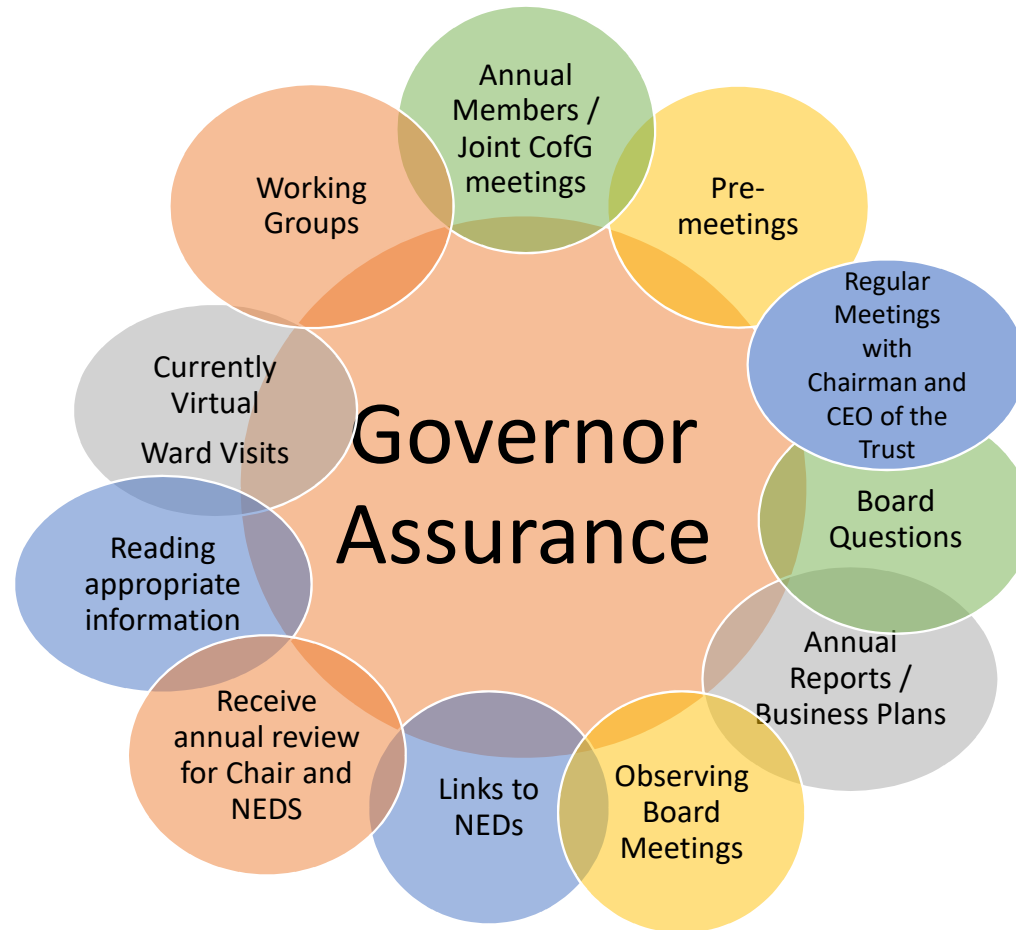 Annual
Members /
Joint CofG
meetings
Pre-
meetings
Regular
Meetings
with
Chairman and
CEO of the
Trust
Board
Questions
Annual
Reports /
Business Plans
Observing
Board
Meetings
Links to
NEDs
Receive
annual review
for Chair and
NEDS
Reading
appropriate
information
Currently
Virtual
Ward Visits
Working
Groups
Governor
Assurance